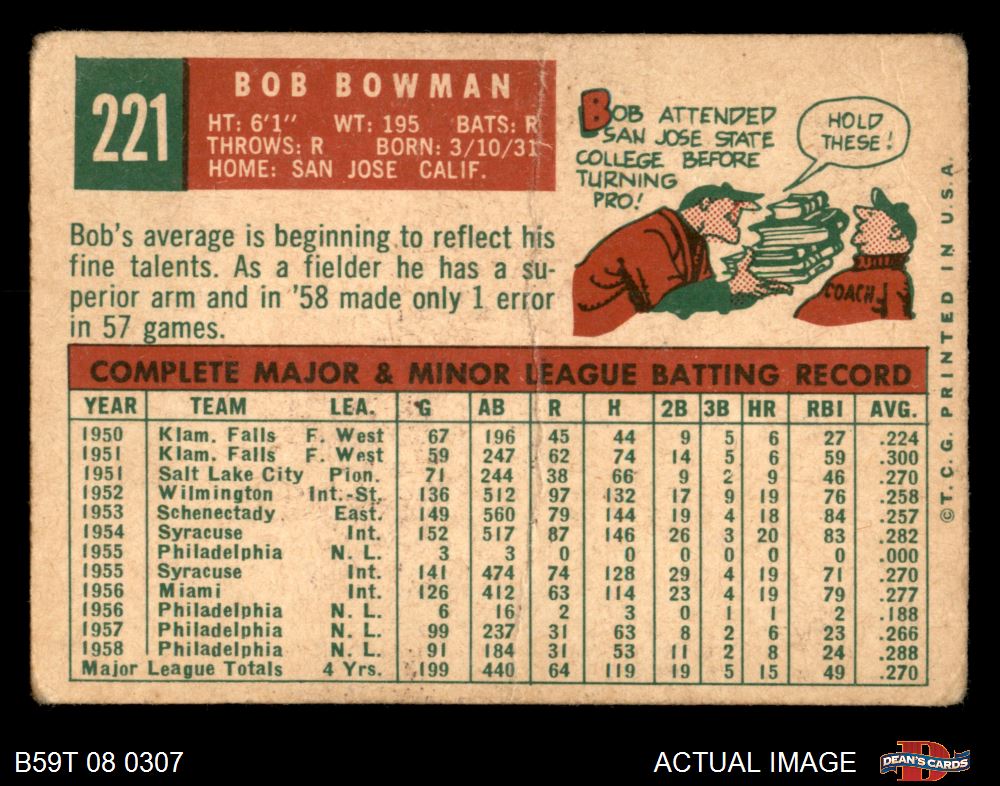 221
BOB BOWMAN
HT: 6'1" WT: 195 BATS: R
THROWS: R BORN: 3/10/31
HOME: SAN JOSE CALIF.
BOB ATTENDED
SAN JOSE STATE
COLLEGE BEFORE
TURNING
PRO!
HOLD
THESE!
COACH
Bob's average is beginning to reflect his
fine talents. As a fielder he has a su-
perior arm and in '58 made only 1 error
in 57 games.
COMPLETE MAJOR & MINOR LEAGUE BATTING RECORD
YEAR TEAM LEA. G AB R H 2B 3B HR RBI AVG.
1950 Klam. Falls F. West 67 196 45 44 9 5 6 27 .224
1951 Klam. Falls F. West 59 247 62 74 14 5 6 59 .300
1951 Salt Lake City Pion. 71 244 38 66 9 2 9 46 .270
1952 Wilmington Int.-St. 136 512 97 132 17 9 19 76 .258
1953 Schenectady East. 149 560 79 144 19 4 18 84 .257
1954 Syracuse Int. 152 517 87 146 26 3 20 83 .282
1955 Philadelphia N. L. 3 3 0 0 0 0 0 0 .000
1955 Syracuse Int. 141 474 74 128 29 4 19 71 .270
1956 Miami Int. 126 412 63 114 23 4 19 79 .277
1956 Philadelphia N. L. 6 16 2 3 0 1 1 2 .188
1957 Philadelphia N. L. 99 237 31 63 8 2 6 23 .266
1958 Philadelphia N. L. 91 184 31 53 11 2 8 24 .288
Major League Totals 4 Yrs. 199 440 64 119 19 5 15 49 .270
©T. C. G. PRINTED IN U.S.A.
B59T 08 0307
ACTUAL IMAGE
DEAN'S CARDS